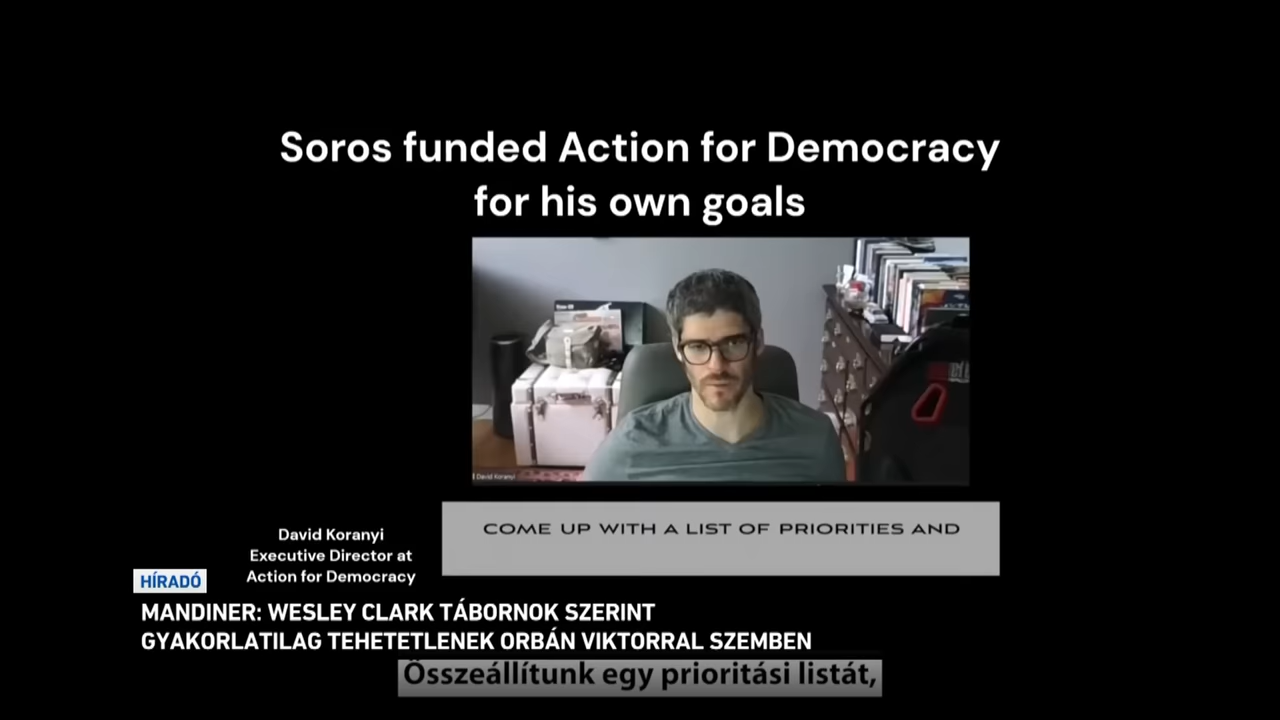 Soros funded Action for Democracy
for his own goals
David Koranyi
COME UP WITH A LIST OF PRIORITIES AND
David Koranyi
Executive Director at
Action for Democracy
HÍRADÓ
MANDINER: WESLEY CLARK TÁBORNOK SZERINT
GYAKORLATILAG TEHETETLENEK ORBÁN VIKTORRAL SZEMBEN
Összeállítunk egy prioritási listát,